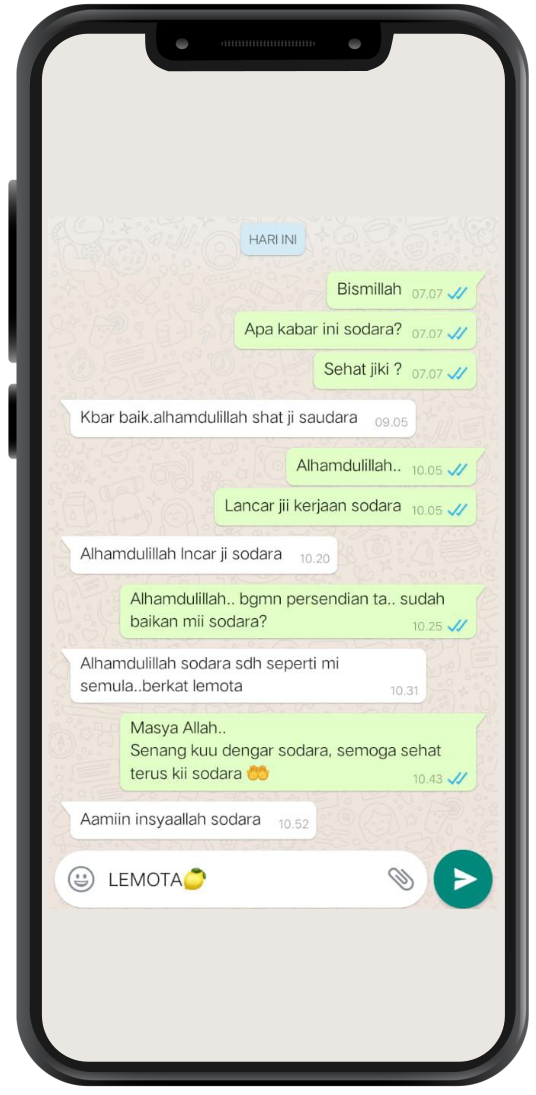 HARI INI
Bismillah 07.07
Apa kabar ini sodara? 07.07
Sehat jiki ? 07.07
Kbar baik.alhamdulillah shat ji saudara 09.05
Alhamdulillah.. 10.05
Lancar jii kerjaan sodara 10.05
Alhamdulillah lncar ji sodara 10.20
Alhamdulillah.. bgmn persendian ta.. sudah
baikan mii sodara? 10.25
Alhamdulillah sodara sdh seperti mi
semula..berkat lemota 10.31
Masya Allah..
Senang kuu dengar sodara, semoga sehat
terus kii sodara 🤲 10.43
Aamiin insyaallah sodara 10.52
LEMOTA🍋